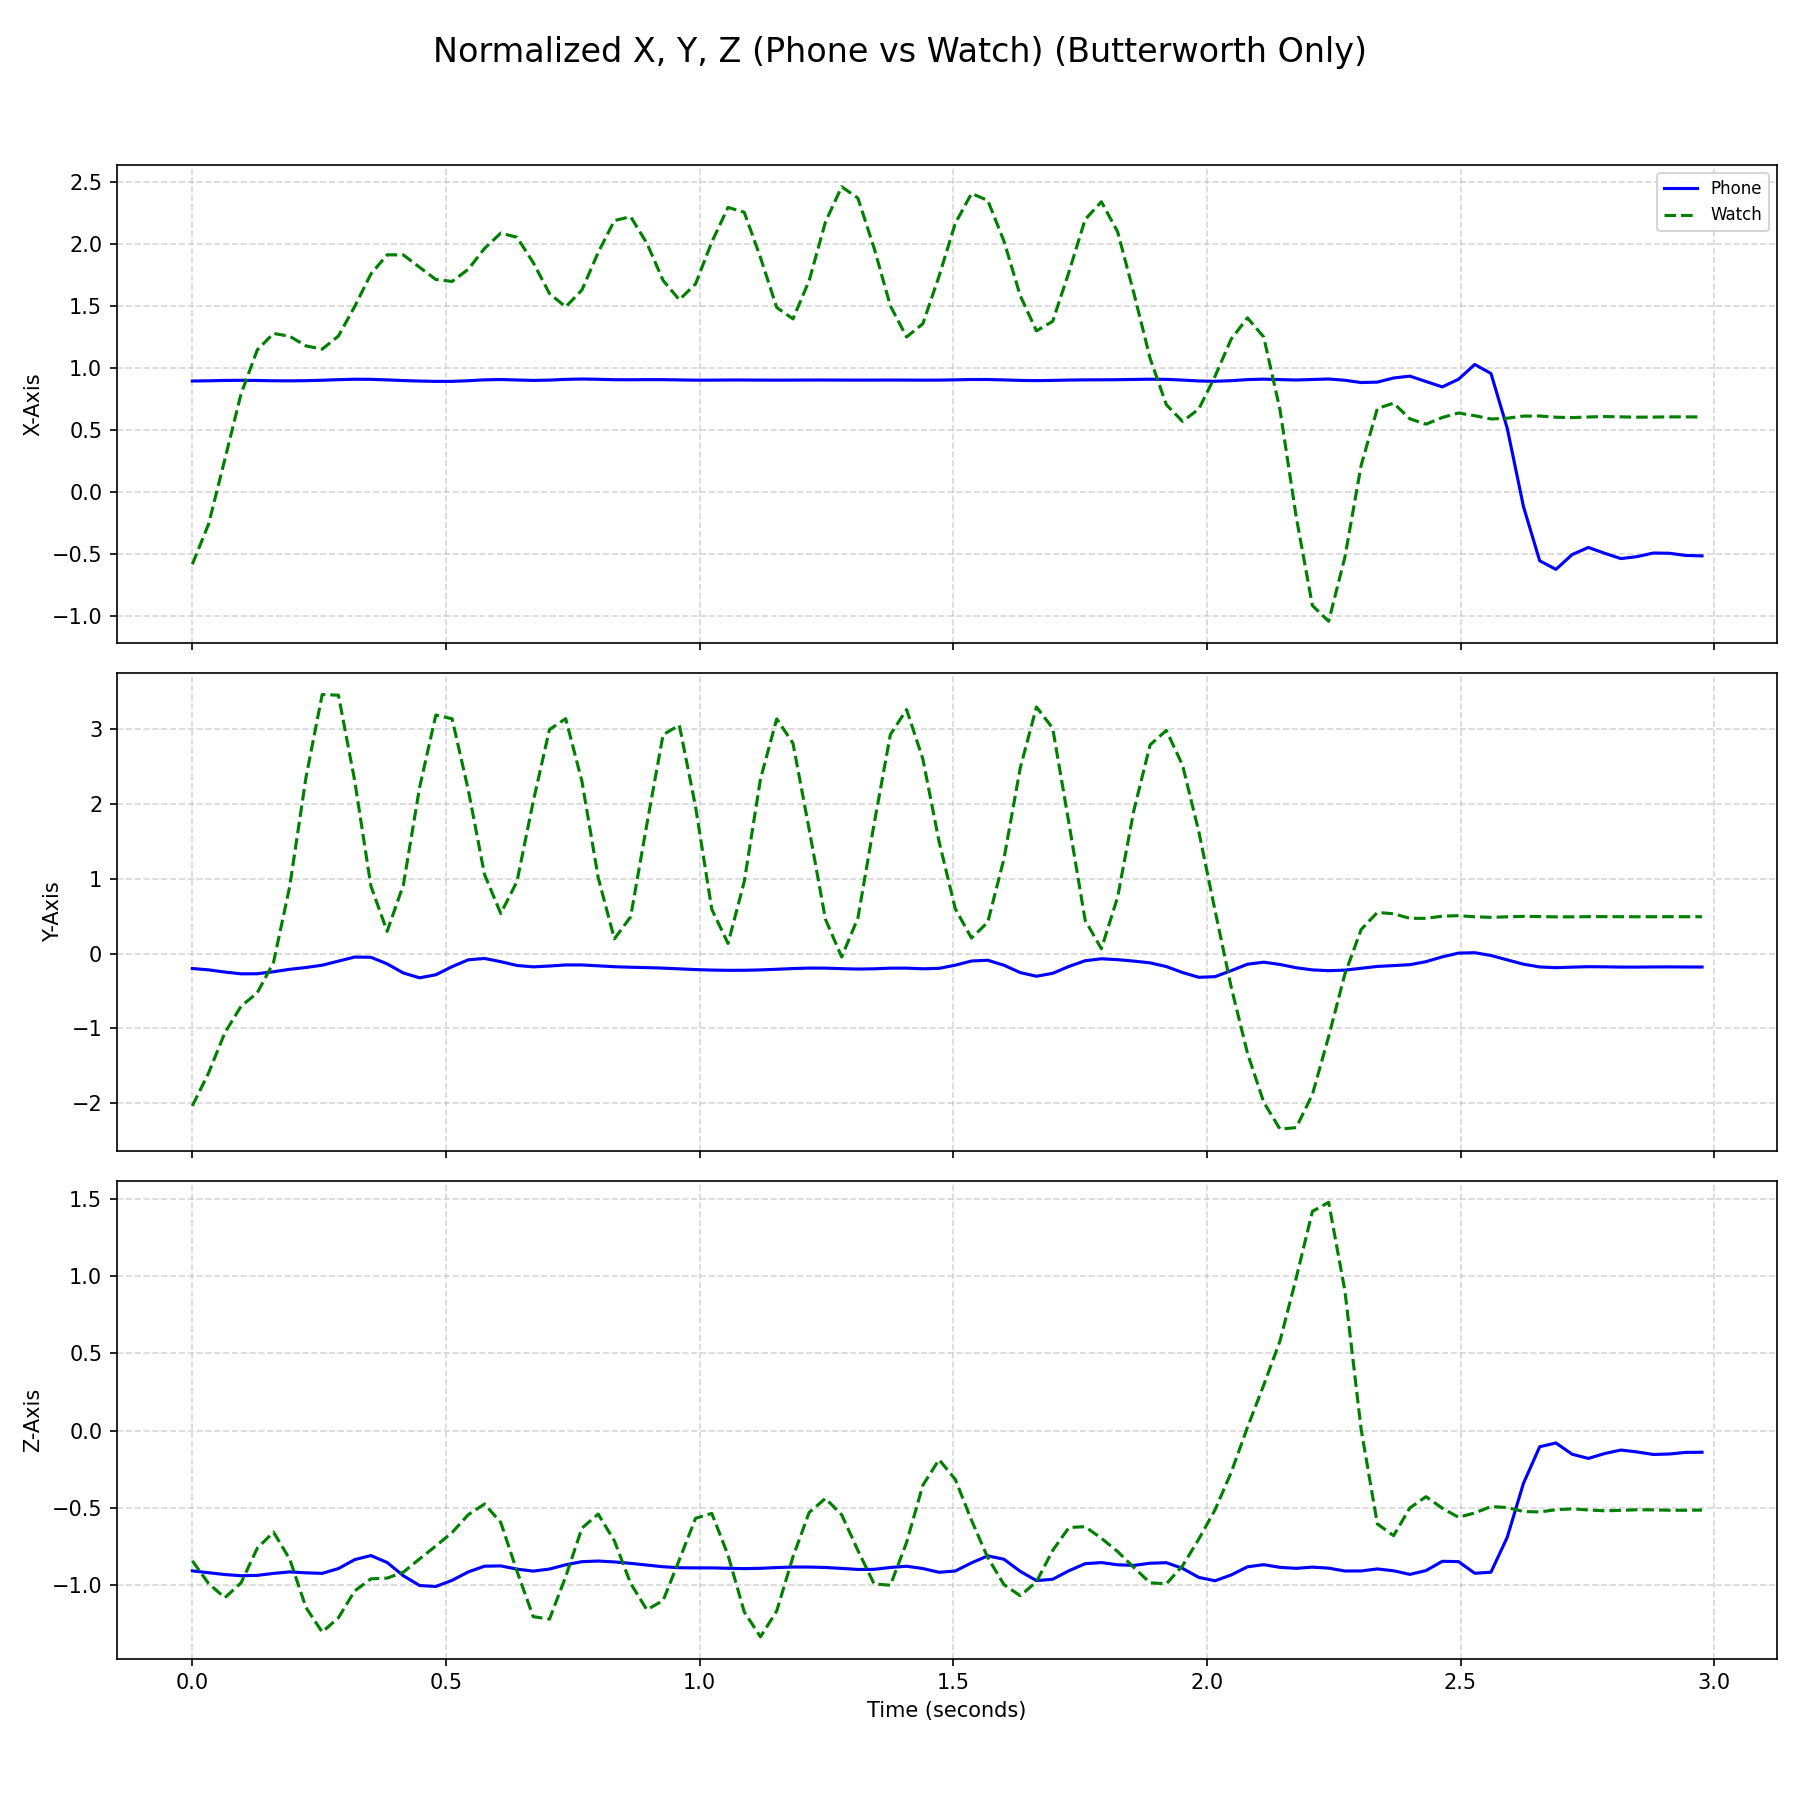 Normalized X, Y, Z (Phone vs Watch) (Butterworth Only)
Phone
Watch
2.5
2.0
1.5
1.0
0.5
0.0
−0.5
−1.0
X-Axis
3
2
1
0
−1
−2
Y-Axis
1.5
1.0
0.5
0.0
−0.5
−1.0
Z-Axis
0.0 0.5 1.0 1.5 2.0 2.5 3.0
Time (seconds)